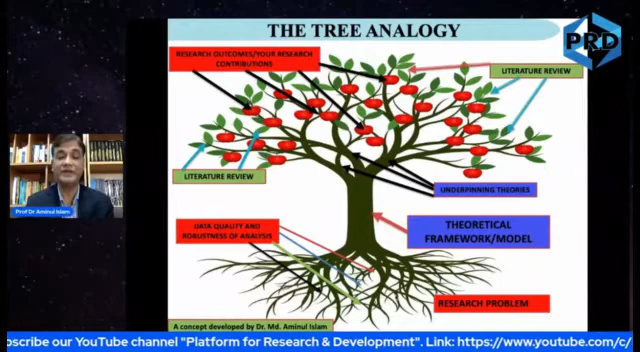 THE TREE ANALOGY
PRD
RESEARCH OUTCOMES/YOUR RESEARCH
CONTRIBUTIONS
LITERATURE REVIEW
LITERATURE REVIEW
UNDERPINNING THEORIES
Prof Dr Aminul Islam
DATA QUALITY AND
ROBUSTNESS OF ANALYSIS
THEORETICAL
FRAMEWORK/MODEL
RESEARCH PROBLEM
A concept developed by Dr. Md. Aminul Islam
oscribe our YouTube channel "Platform for Research & Development". Link: https://www.youtube.com/c/